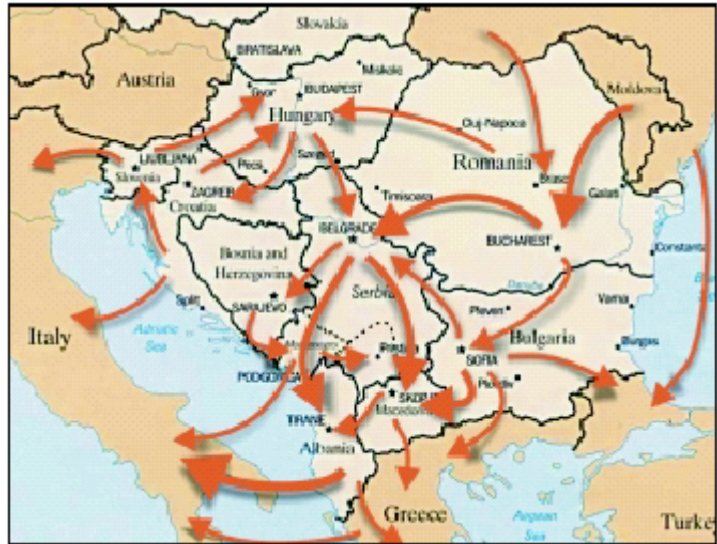 Slovakia
BRATISLAVA
Miskolc
Austria
Gyor
BUDAPEST
Hungary
Moldova
Cluj-Napoca
LJUBLJANA
Slovenia
Pecs
Romania
ZAGREB
Croatia
Timisoara
Galati
BELGRADE
BUCHAREST
Constanta
Bosnia and
Herzegovina
Danube
Serbia
Split
SARAJEVO
Pleven
Varna
Italy
Adriatic
Sea
Bulgaria
Burgas
SOFIA
PODGORICA
Plovdiv
SKOPJE
Macedonia
TIRANE
Albania
Greece
Aegean
Sea
Turkey